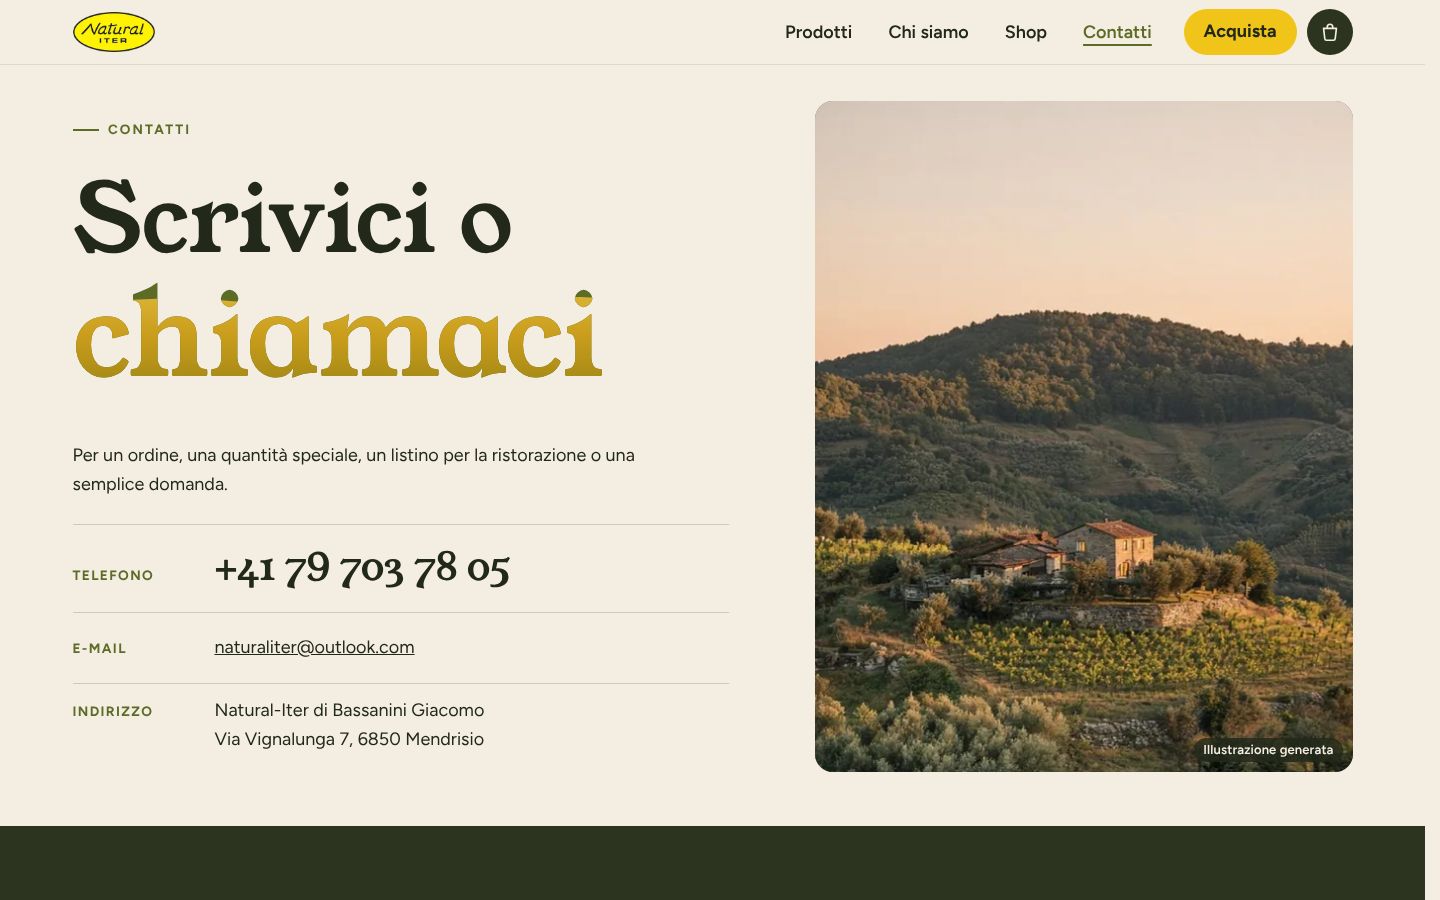 Natural
ITER
Prodotti
Chi siamo
Shop
Contatti
Acquista
CONTATTI
Scrivici o
chiamaci
Per un ordine, una quantità speciale, un listino per la ristorazione o una
semplice domanda.
TELEFONO
+41 79 703 78 05
E-MAIL
naturaliter@outlook.com
INDIRIZZO
Natural-Iter di Bassanini Giacomo
Via Vignalunga 7, 6850 Mendrisio
Illustrazione generata